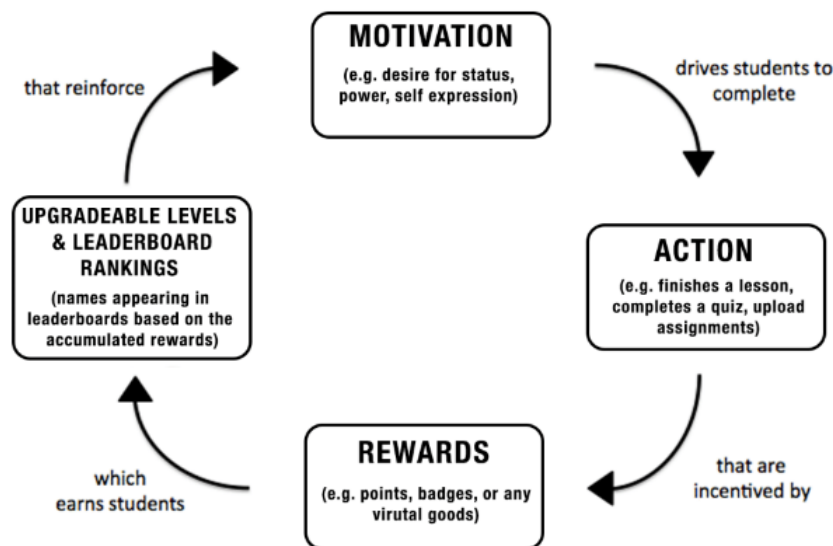 MOTIVATION
(e.g. desire for status,
power, self expression)
drives students to
complete
ACTION
(e.g. finishes a lesson,
completes a quiz, upload
assignments)
that are
incentived by
REWARDS
(e.g. points, badges, or any
virutal goods)
which
earns students
UPGRADEABLE LEVELS
& LEADERBOARD
RANKINGS
(names appearing in
leaderboards based on the
accumulated rewards)
that reinforce